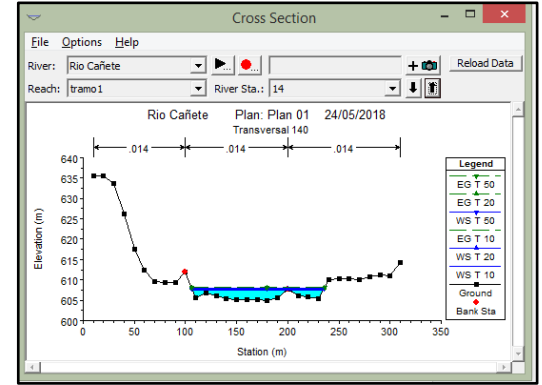 Cross Section
File Options Help
River: Rio Cañete Reload Data
Reach: tramo1 River Sta.: 14
Rio Cañete Plan: Plan 01 24/05/2018
Transversal 140
.014 .014 .014
Legend
EG T 50
EG T 20
WS T 50
EG T 10
WS T 20
WS T 10
Ground
Bank Sta
Elevation (m)
640
635
630
625
620
615
610
605
600
0 50 100 150 200 250 300 350
Station (m)